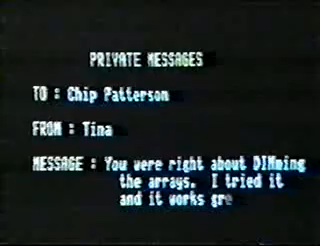 PRIVATE MESSAGES
TO : Chip Patterson
FROM : Tina
MESSAGE : You were right about DIMming
the arrays. I tried it
and it works gre